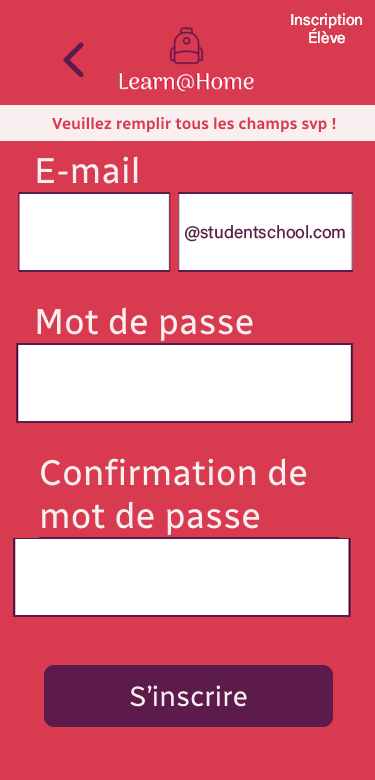 Inscription
Élève
Learn@Home
Veuillez remplir tous les champs svp !
E-mail
@studentschool.com
Mot de passe
Confirmation de
mot de passe
S’inscrire